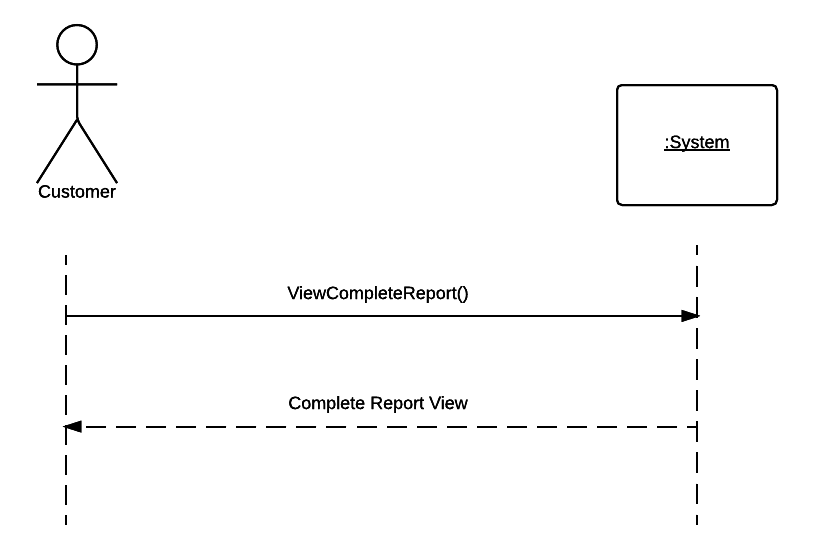 Customer
:System
ViewCompleteReport()
Complete Report View